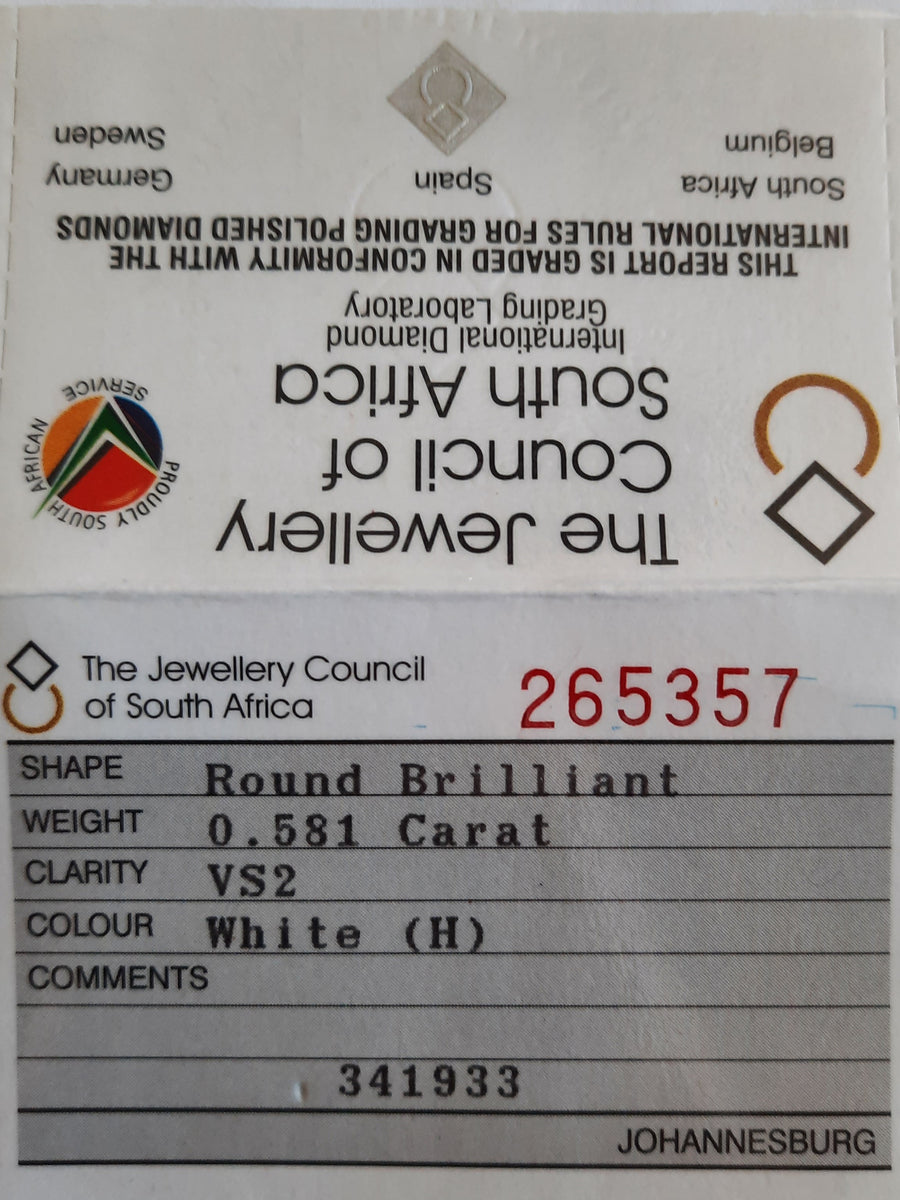 The Jewellery
Council of
South Africa
International Diamond
Grading Laboratory
THIS REPORT IS GRADED IN CONFORMITY WITH THE
INTERNATIONAL RULES FOR GRADING POLISHED DIAMONDS
South Africa Spain Germany
Belgium Sweden
PROUDLY SOUTH AFRICAN
SERVICE
The Jewellery Council
of South Africa
265357
SHAPE Round Brilliant
WEIGHT 0.581 Carat
CLARITY VS2
COLOUR White (H)
COMMENTS
341933
JOHANNESBURG